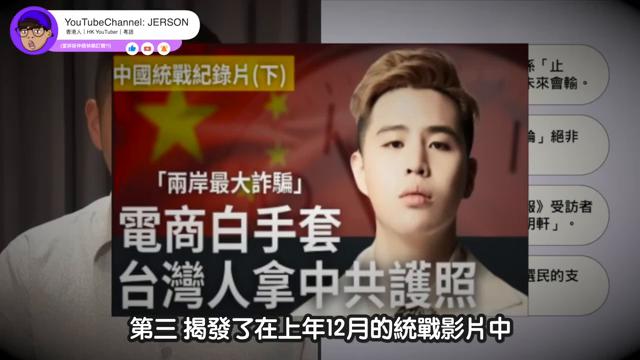 YouTubeChannel: JERSON
香港人｜HK YouTuber｜粵語
中國統戰紀錄片(下)
「兩岸最大詐騙」
電商白手套
台灣人拿中共護照
係「止
未來會輸。
論」絕非
報》受訪者
明軒」。
選民的支
第三 揭發了在上年12月的統戰影片中